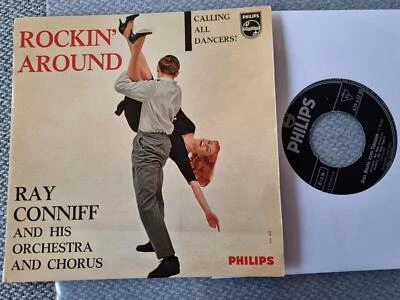 ROCKIN'
AROUND
CALLING
ALL
DANCERS!
PHILIPS
RAY
CONNIFF
AND HIS
ORCHESTRA
AND CHORUS
PHILIPS
PHILIPS